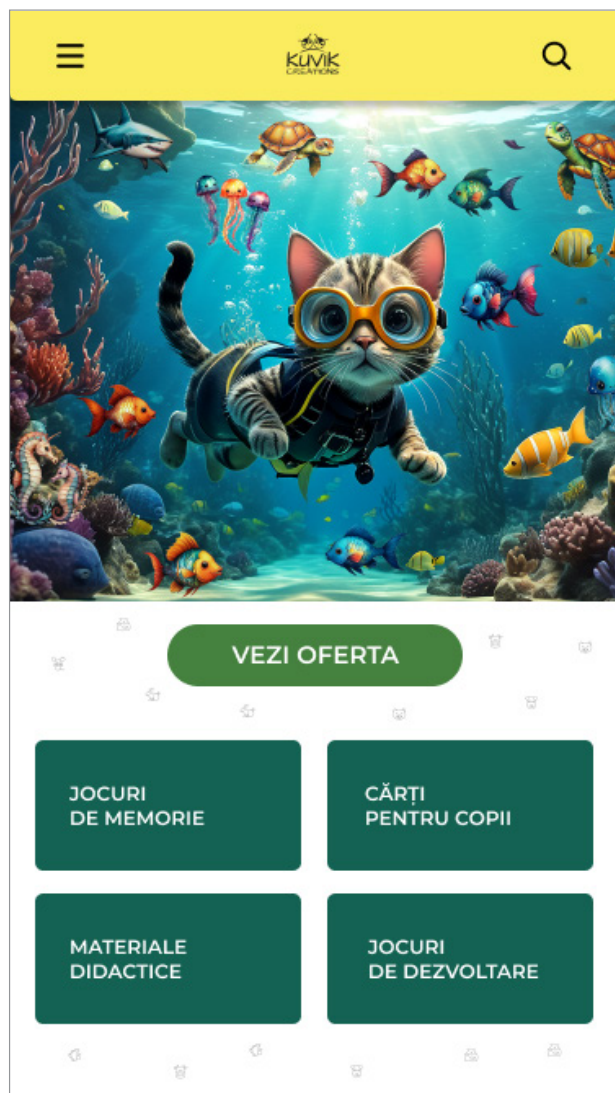 KUVIK
CREATIONS
VEZI OFERTA
JOCURI
DE MEMORIE
CĂRȚI
PENTRU COPII
MATERIALE
DIDACTICE
JOCURI
DE DEZVOLTARE